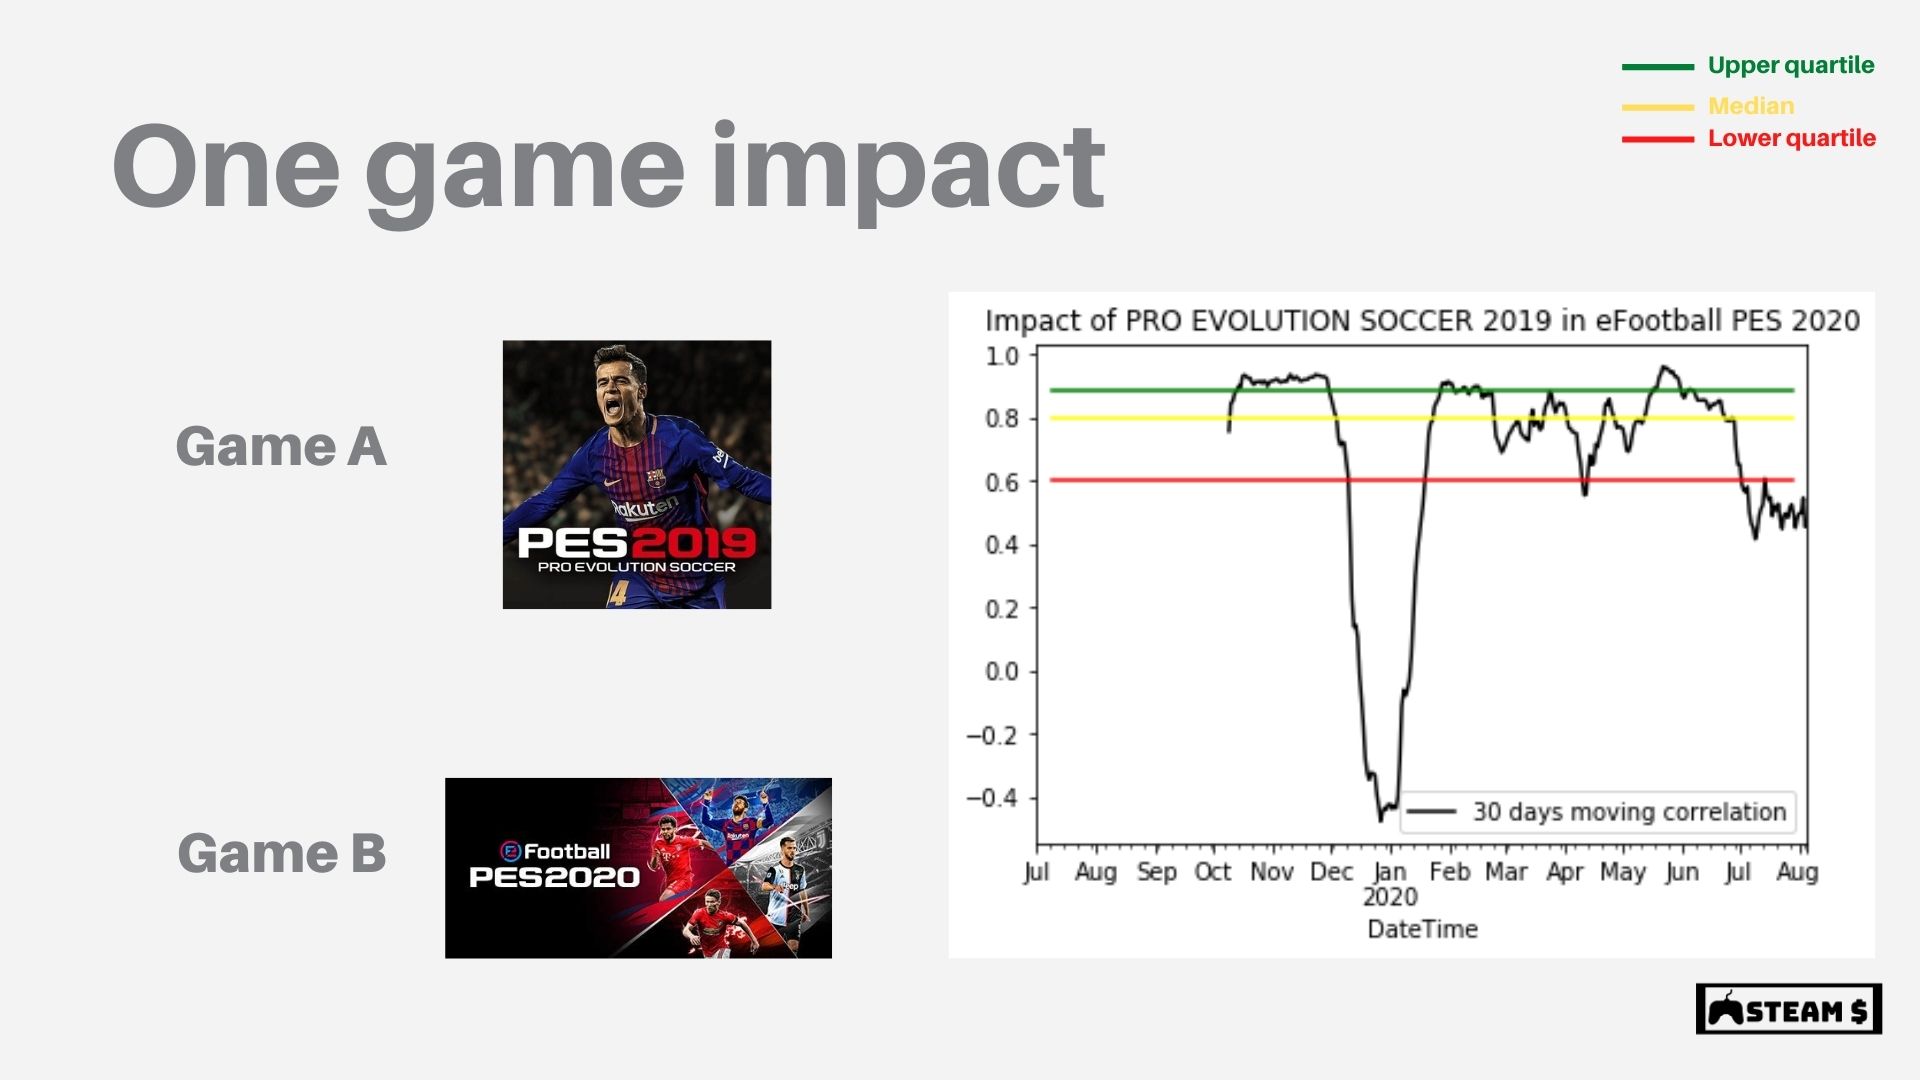 Upper quartile
Median
Lower quartile
One game impact
Game A
Rakuten
PES2019
PRO EVOLUTION SOCCER
Game B
Football
PES2020
Impact of PRO EVOLUTION SOCCER 2019 in eFootball PES 2020
1.0
0.8
0.6
0.4
0.2
0.0
−0.2
−0.4
30 days moving correlation
Jul Aug Sep Oct Nov Dec Jan Feb Mar Apr May Jun Jul Aug
2020
DateTime
STEAM $